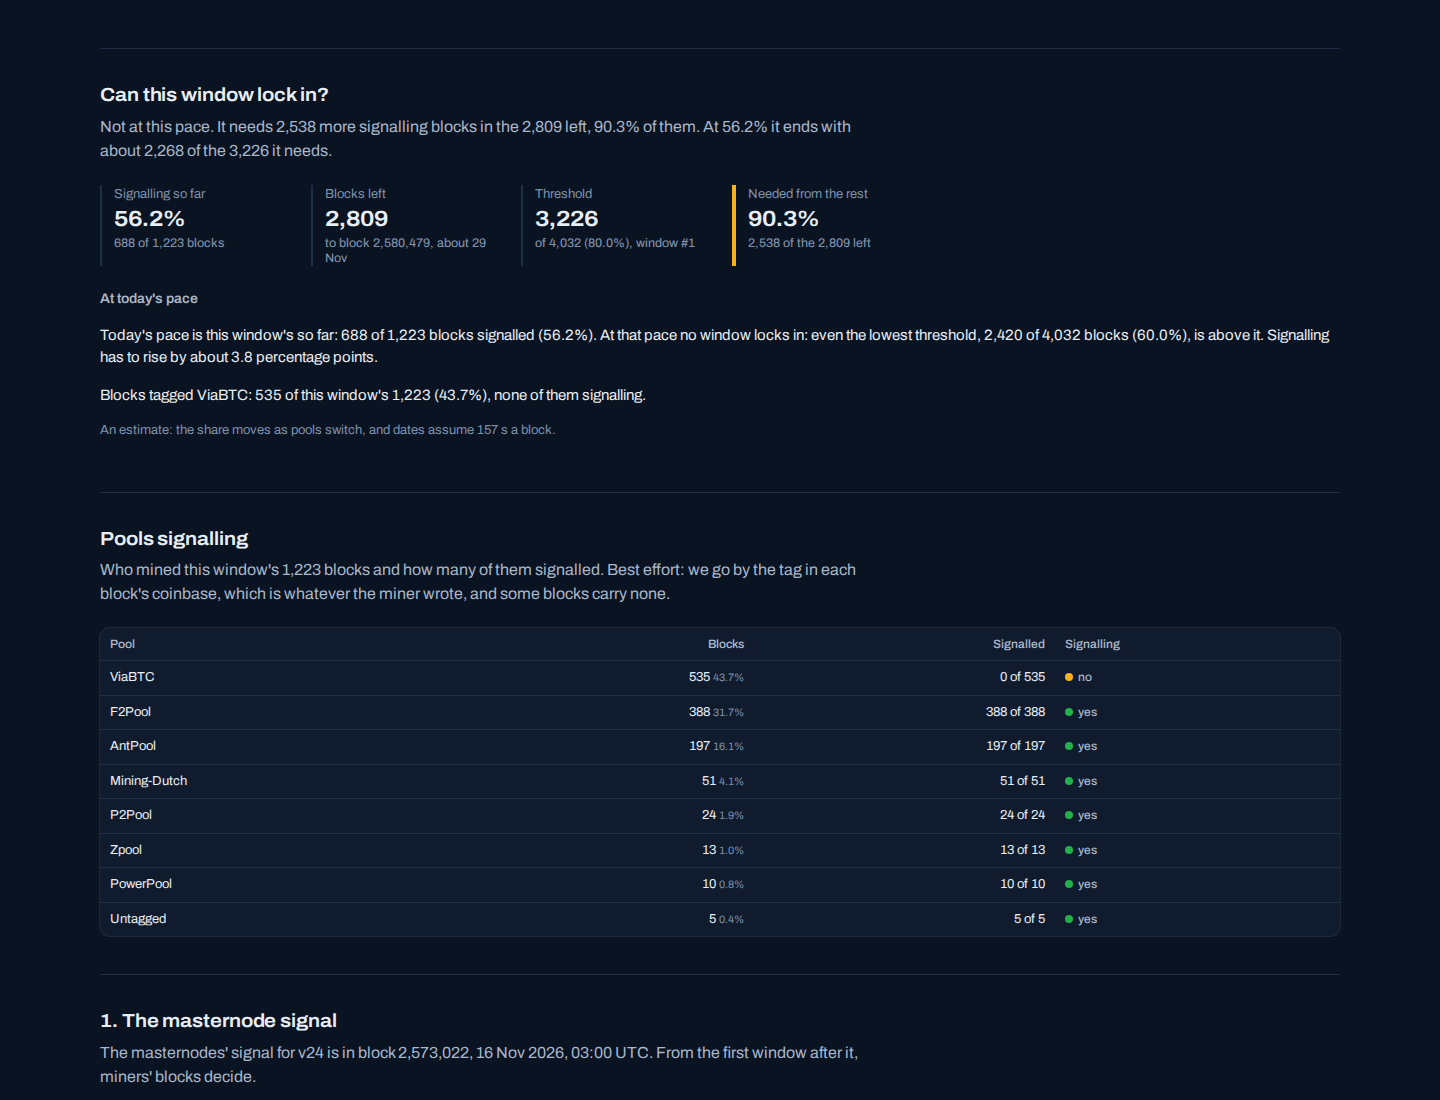 Can this window lock in?
Not at this pace. It needs 2,538 more signalling blocks in the 2,809 left, 90.3% of them. At 56.2% it ends with
about 2,268 of the 3,226 it needs.
Signalling so far
56.2%
688 of 1,223 blocks
Blocks left
2,809
to block 2,580,479, about 29
Nov
Threshold
3,226
of 4,032 (80.0%), window #1
Needed from the rest
90.3%
2,538 of the 2,809 left
At today's pace
Today's pace is this window's so far: 688 of 1,223 blocks signalled (56.2%). At that pace no window locks in: even the lowest threshold, 2,420 of 4,032 blocks (60.0%), is above it. Signalling
has to rise by about 3.8 percentage points.
Blocks tagged ViaBTC: 535 of this window's 1,223 (43.7%), none of them signalling.
An estimate: the share moves as pools switch, and dates assume 157 s a block.
Pools signalling
Who mined this window's 1,223 blocks and how many of them signalled. Best effort: we go by the tag in each
block's coinbase, which is whatever the miner wrote, and some blocks carry none.
Pool Blocks Signalled Signalling
ViaBTC 535 43.7% 0 of 535 no
F2Pool 388 31.7% 388 of 388 yes
AntPool 197 16.1% 197 of 197 yes
Mining-Dutch 51 4.1% 51 of 51 yes
P2Pool 24 1.9% 24 of 24 yes
Zpool 13 1.0% 13 of 13 yes
PowerPool 10 0.8% 10 of 10 yes
Untagged 5 0.4% 5 of 5 yes
1. The masternode signal
The masternodes' signal for v24 is in block 2,573,022, 16 Nov 2026, 03:00 UTC. From the first window after it,
miners' blocks decide.